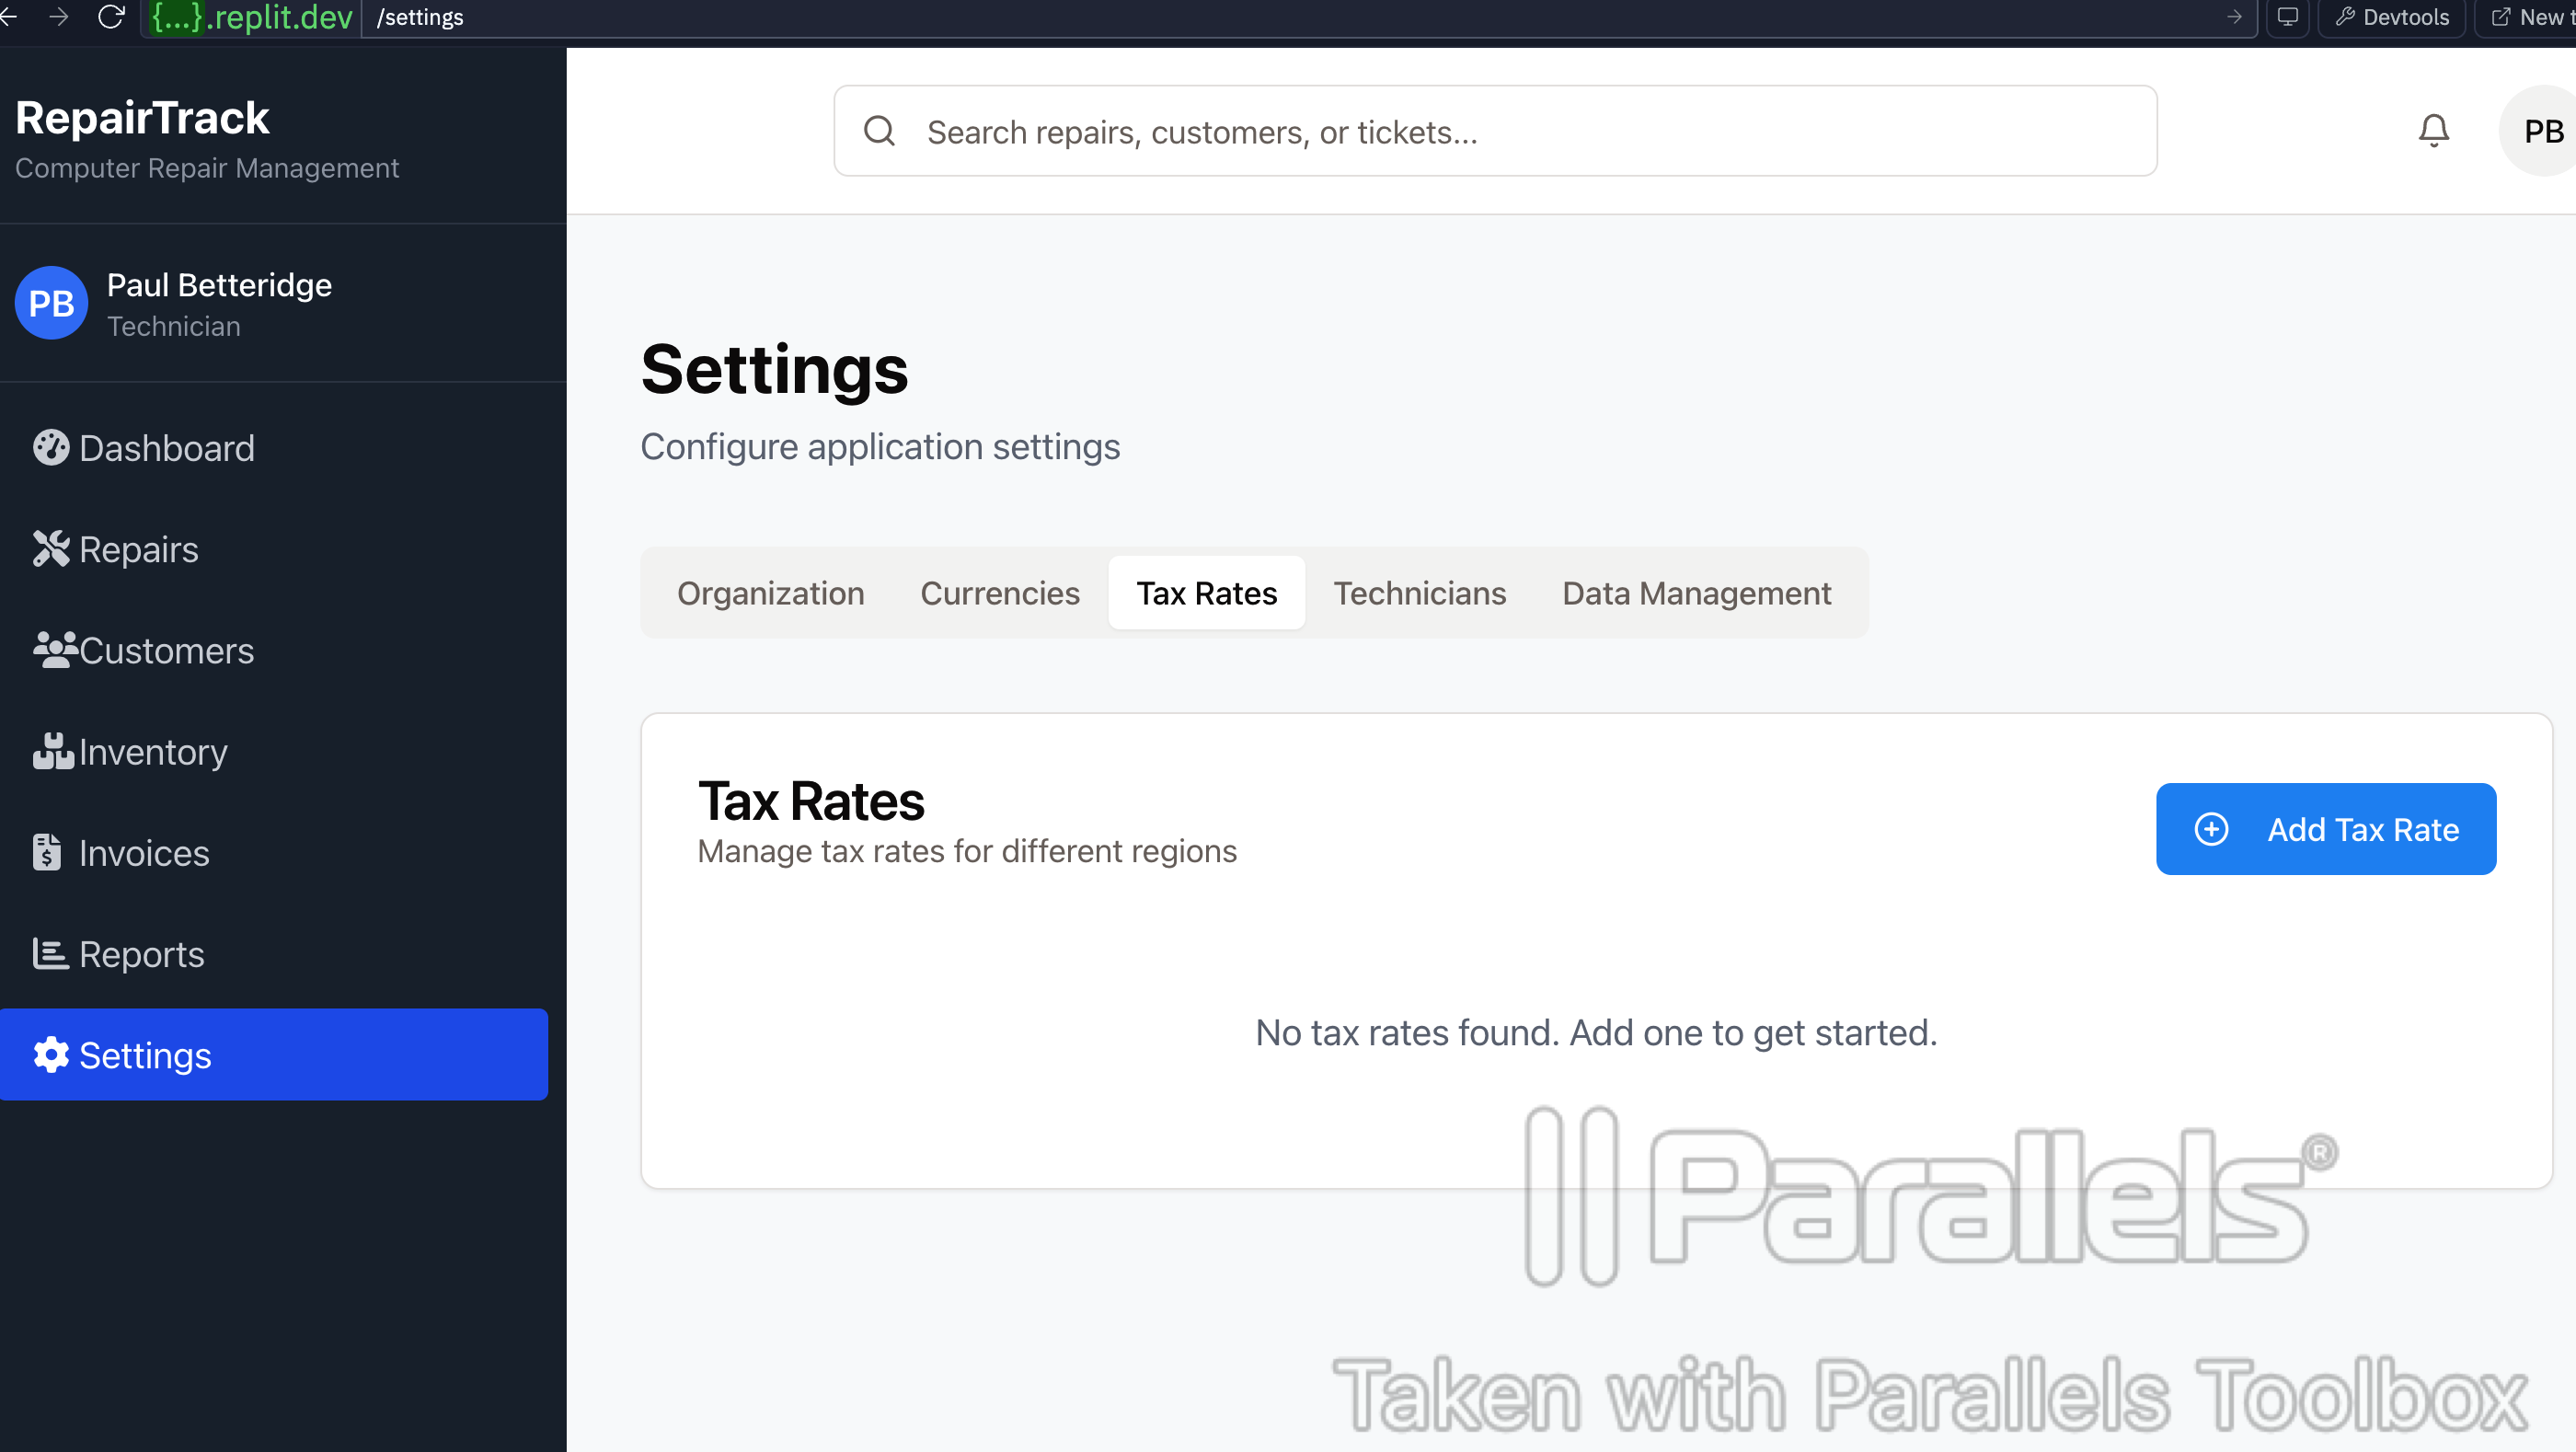 {...}.replit.dev
/settings
Devtools
New t
RepairTrack
Computer Repair Management
PB
Paul Betteridge
Technician
Dashboard
Repairs
Customers
Inventory
Invoices
Reports
Settings
Search repairs, customers, or tickets...
PB
Settings
Configure application settings
Organization
Currencies
Tax Rates
Technicians
Data Management
Tax Rates
Manage tax rates for different regions
Add Tax Rate
No tax rates found. Add one to get started.
Parallels®
Taken with Parallels Toolbox